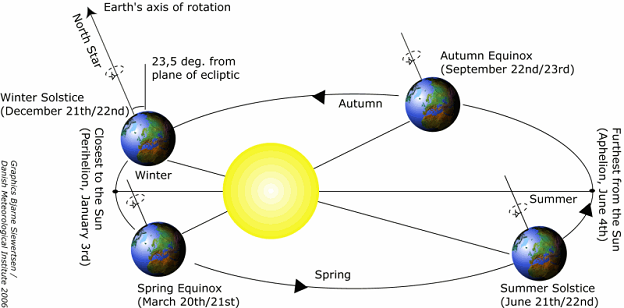 Earth's axis of rotation
North Star
23,5 deg. from
plane of ecliptic
Autumn Equinox
(September 22nd/23rd)
Winter Solstice
(December 21th/22nd)
Autumn
Closest to the Sun
(Perihelion, January 3rd)
Winter
Summer
Furthest from the Sun
(Aphelion, June 4th)
Spring
Spring Equinox
(March 20th/21st)
Summer Solstice
(June 21th/22nd)
Graphics Bjarne Siewertsen /
Danish Meteorological Institute 2006